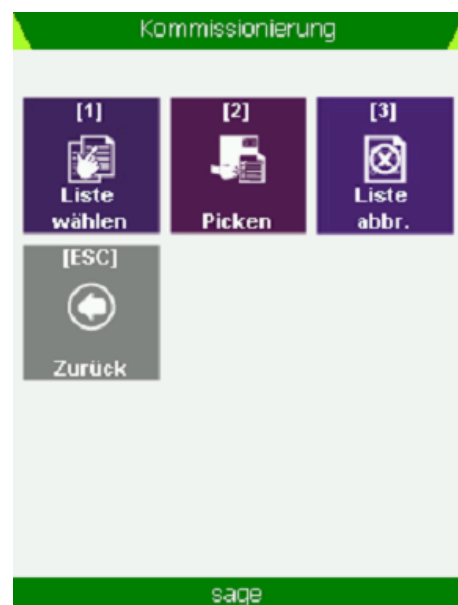 Kommissionierung
[1]
Liste
wählen
[2]
Picken
[3]
Liste
abbr.
[ESC]
Zurück
sage